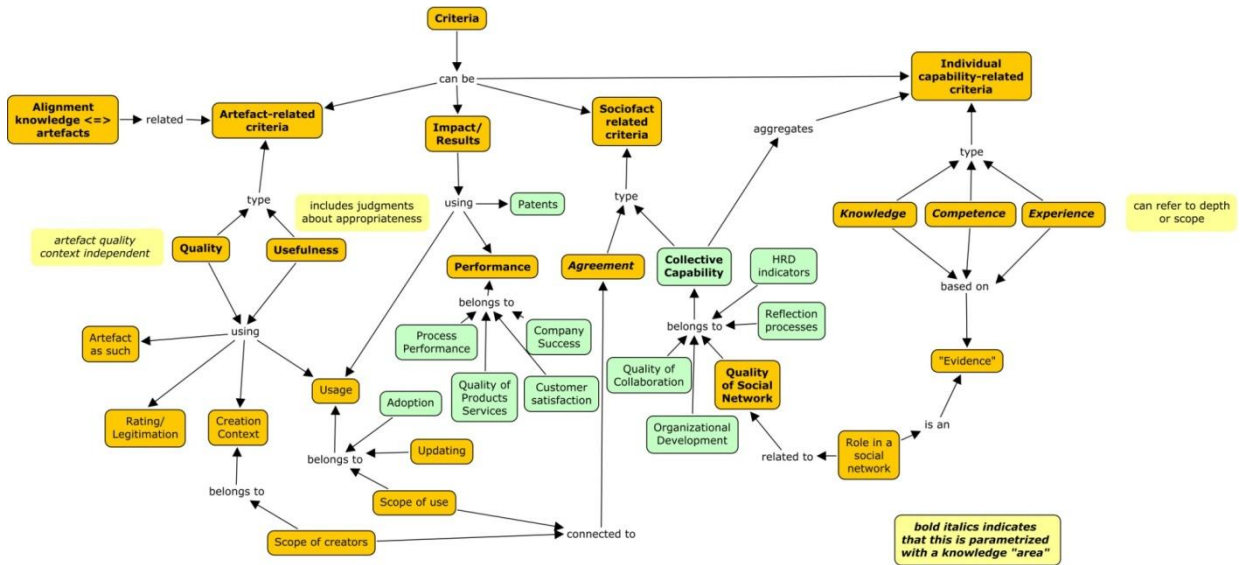 Criteria
can be
Individual
capability-related
criteria
Alignment
knowledge <=>
artefacts
related
Artefact-related
criteria
Impact/
Results
Sociofact
related
criteria
aggregates
type
includes judgments
about appropriateness
using
Patents
type
type
Knowledge
Competence
Experience
can refer to depth
or scope
artefact quality
context independent
Quality
Usefulness
Performance
Agreement
Collective
Capability
HRD
indicators
based on
belongs to
Process
Performance
Company
Success
belongs to
Reflection
processes
using
Artefact
as such
Quality of
Products
Services
Customer
satisfaction
Quality of
Collaboration
Quality
of Social
Network
"Evidence"
Usage
Adoption
Rating/
Legitimation
Creation
Context
Organizational
Development
is an
Updating
belongs to
related to
Role in a
social
network
belongs to
Scope of use
Scope of creators
connected to
bold italics indicates
that this is parametrized
with a knowledge "area"